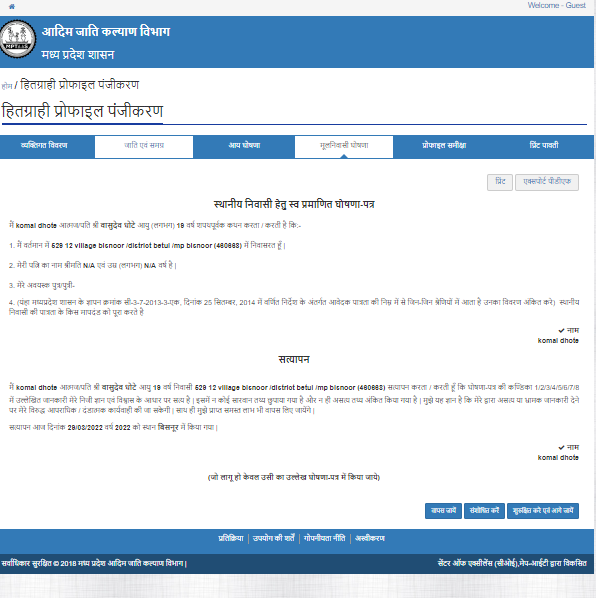 Welcome - Guest
आदिम जाति कल्याण विभाग
मध्य प्रदेश शासन
MPTAAS
होम / हितग्राही प्रोफाइल पंजीकरण
हितग्राही प्रोफाइल पंजीकरण
व्यक्तिगत विवरण जाति एवं समग्र आय घोषणा मूलनिवासी घोषणा प्रोफाइल समीक्षा प्रिंट पावती
प्रिंट एक्सपोर्ट पीडीएफ
स्थानीय निवासी हेतु स्व प्रमाणित घोषणा-पत्र
मैं komal dhote आत्मज/पति श्री वासुदेव धोटे आयु (लगभग) 19 वर्ष शपथपूर्वक कथन करता / करती हैं कि:-
1. मैं वर्तमान में 529 12 village bisnoor /district betul /mp bisnoor (460663) में निवासरत हूँ |
2. मेरी पत्नि का नाम श्रीमति N/A एवं उम्र (लगभग) N/A वर्ष है |
3. मेरे अवयस्क पुत्र/पुत्री-
4. (यहां मध्यप्रदेश शासन के ज्ञापन क्रमांक सी-3-7-2013-3-एक, दिनांक 25 सितम्बर, 2014 में वर्णित निर्देश के अंतर्गत आवेदक पात्रता की निम्न में से जिन-जिन श्रेणियों में आता है उनका विवरण अंकित करे) स्थानीय
निवासी की पात्रता के किस मापदंड को पूरा करते हैं
नाम
komal dhote
सत्यापन
मैं komal dhote आत्मज/पति श्री वासुदेव धोटे आयु 19 वर्ष निवासी 529 12 village bisnoor /district betul /mp bisnoor (460663) सत्यापन करता / करती हूँ कि घोषणा-पत्र की कण्डिका 1/2/3/4/5/6/7/8
में उल्लेखित जानकारी मेरे निजी ज्ञान एवं विश्वास के आधार पर सत्य है | इसमें न कोई सारवान तथ्य छुपाया गया है और न ही असत्य तथ्य अंकित किया गया है | मुझे यह ज्ञान है कि मेरे द्वारा असत्य या भ्रामक जानकारी देने
पर मेरे विरूद्ध आपराधिक / दंडात्मक कार्यवाही की जा सकेगी | साथ ही मुझे प्राप्त समस्त लाभ भी वापस लिए जायेंगे |
सत्यापन आज दिनांक 29/03/2022 वर्ष 2022 को स्थान बिसनूर में किया गया |
नाम
komal dhote
(जो लागू हो केवल उसी का उल्लेख घोषणा-पत्र में किया जाये)
वापस जायें संशोधित करें सुरक्षित करें एवं आगे जायें
प्रतिक्रिया | उपयोग की शर्तें | गोपनीयता नीति | अस्वीकरण
सर्वाधिकार सुरक्षित © 2018 मध्य प्रदेश आदिम जाति कल्याण विभाग | सेंटर ऑफ़ एक्सीलेंस (सीओई),मेप-आईटी द्वारा विकसित